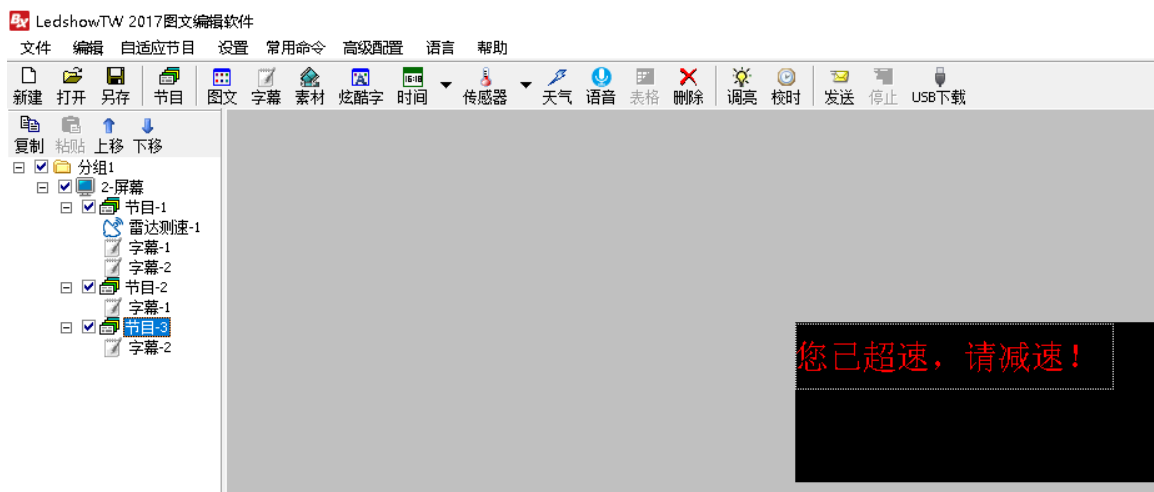 BX LedshowTW 2017图文编辑软件
文件 编辑 自适应节目 设置 常用命令 高级配置 语言 帮助
新建 打开 另存 节目 图文 字幕 素材 炫酷字 时间 传感器 天气 语音 表格 删除 调亮 校时 发送 停止 USB下载
复制 粘贴 上移 下移
分组1
2-屏幕
节目-1
雷达测速-1
字幕-1
字幕-2
节目-2
字幕-1
节目-3
字幕-2
您已超速，请减速！